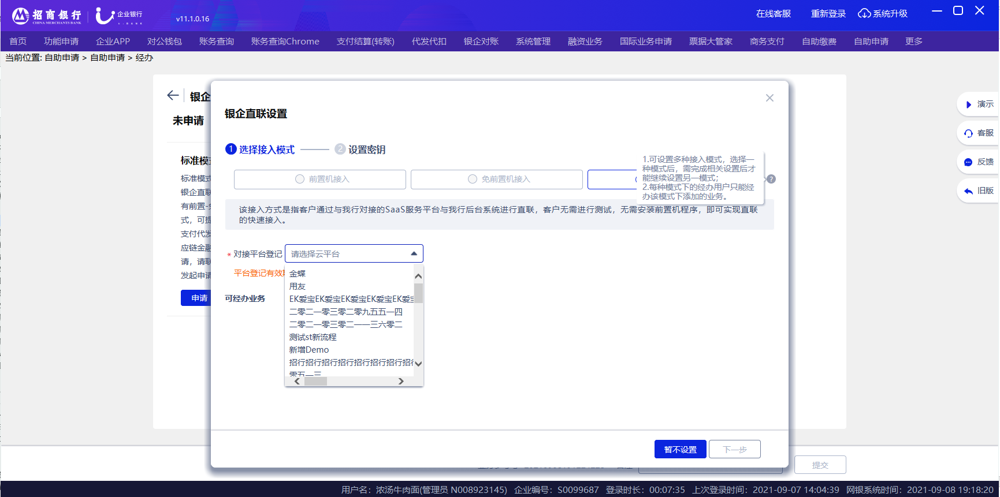 招商银行 企业银行
CHINA MERCHANTS BANK U-BANK
v11.1.0.16
在线客服 重新登录 系统升级
首页 功能申请 企业APP 对公钱包 账务查询 账务查询Chrome 支付结算(转账) 代发代扣 银企对账 系统管理 融资业务 国际业务申请 票据大管家 商务支付 自助缴费 自助申请 更多
当前位置: 自助申请 > 自助申请 > 经办
银企
未申请
标准模式
标准模式
银企直联
有前置-
式，可提
支付代发
应链金融
请，请联
发起申请
申请
银企直联设置
1 选择接入模式 2 设置密钥
前置机接入 免前置机接入
1.可设置多种接入模式，选择一
种模式后，需完成相关设置后才
能继续设置另一模式；
2.每种模式下的经办用户只能经
办该模式下添加的业务。
?
该接入方式是指客户通过与我行对接的SaaS服务平台与我行后台系统进行直联，客户无需进行测试，无需安装前置机程序，即可实现直联
的快速接入。
* 对接平台登记 请选择云平台
平台登记有效期
可经办业务
金蝶
用友
EK爱宝EK爱宝EK爱宝EK爱宝EK爱宝
二零二一零三零二零九五五一四
二零二一零三零二一一三六零二
测试st新流程
新增Demo
招行招行招行招行招行招行招行招行
零五一三
暂不设置 下一步
提交
演示
客服
反馈
旧版
用户名：浓汤牛肉面(管理员 N008923145) 企业编号：S0099687 登录时长：00:07:35 上次登录时间：2021-09-07 14:04:39 网银系统时间：2021-09-08 19:18:20